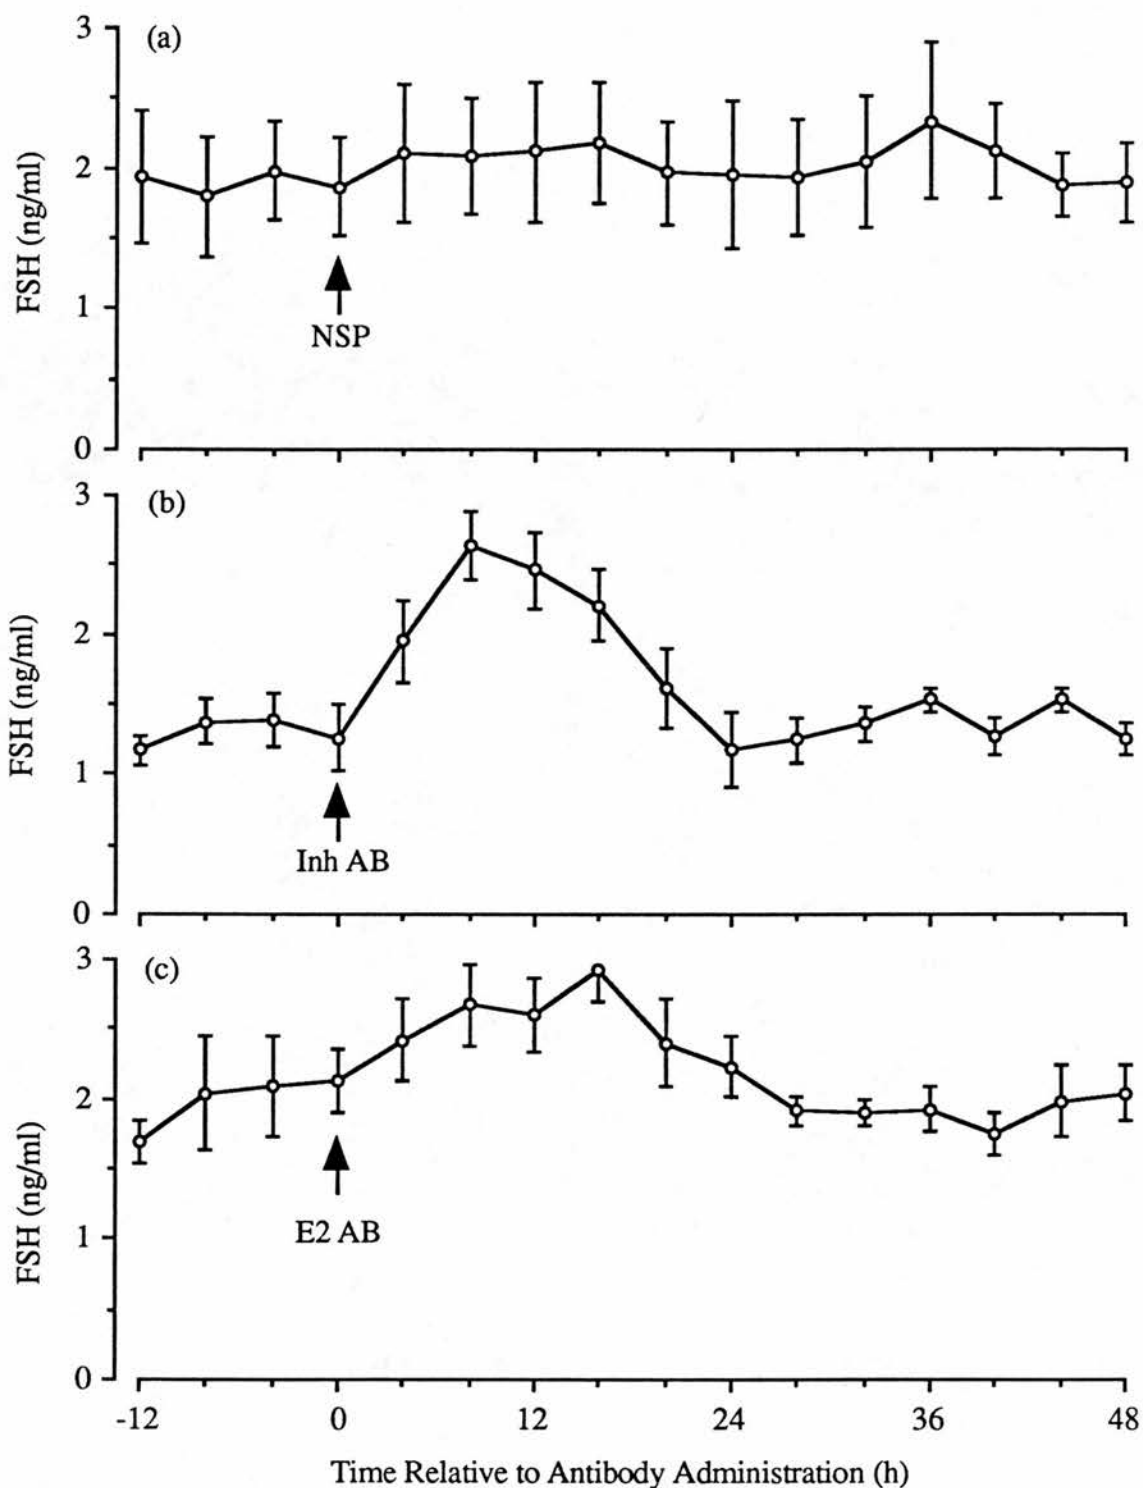 (a)
3
2
1
0
FSH (ng/ml)
NSP
(b)
3
2
1
0
FSH (ng/ml)
Inh AB
(c)
3
2
1
0
FSH (ng/ml)
E2 AB
-12 0 12 24 36 48
Time Relative to Antibody Administration (h)